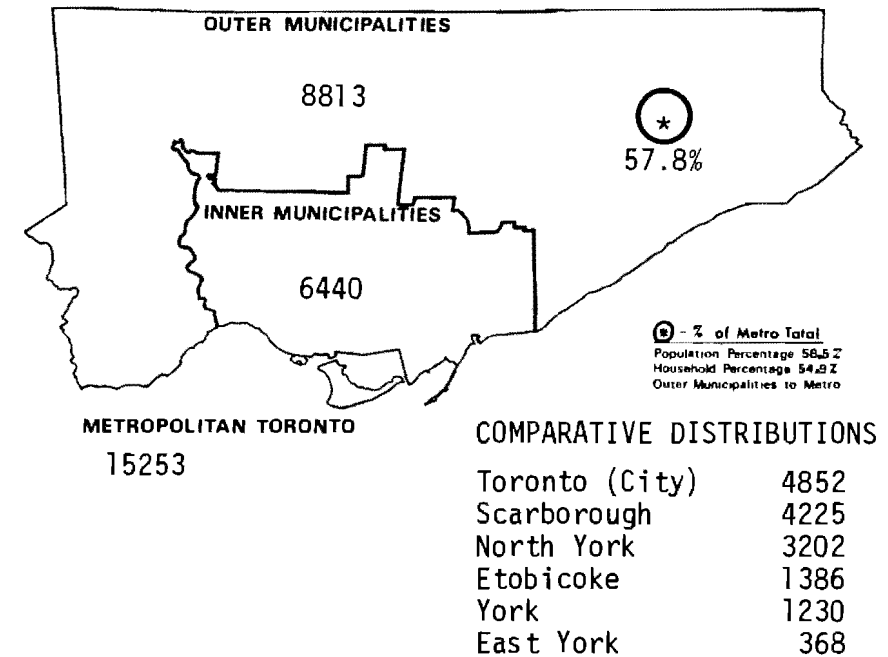 OUTER MUNICIPALITIES
8813
*
57.8%
INNER MUNICIPALITIES
6440
* - % of Metro Total
Population Percentage 58.5%
Household Percentage 54.9%
Outer Municipalities to Metro
METROPOLITAN TORONTO
15253
COMPARATIVE DISTRIBUTIONS
Toronto (City) 4852
Scarborough 4225
North York 3202
Etobicoke 1386
York 1230
East York 368